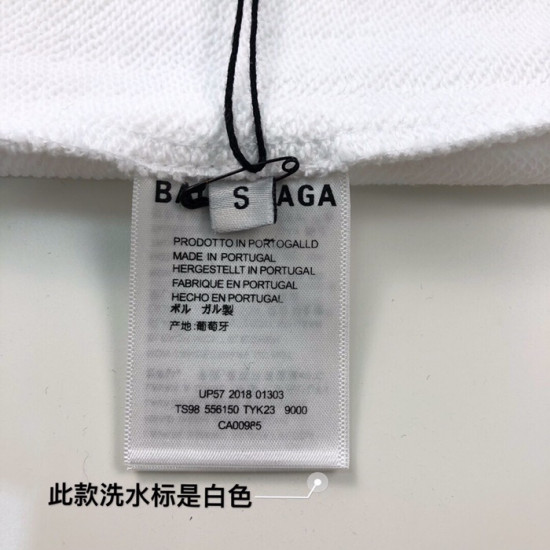 BA S AGA
PRODOTTO IN PORTOGALLD
MADE IN PORTUGAL
HERGESTELLT IN PORTUGAL
FABRIQUE EN PORTUGAL
HECHO EN PORTUGAL
ポル ガル製
产地:葡萄牙
UP57 2018 01303
TS98 556150 TYK23 9000
CA00985
此款洗水标是白色